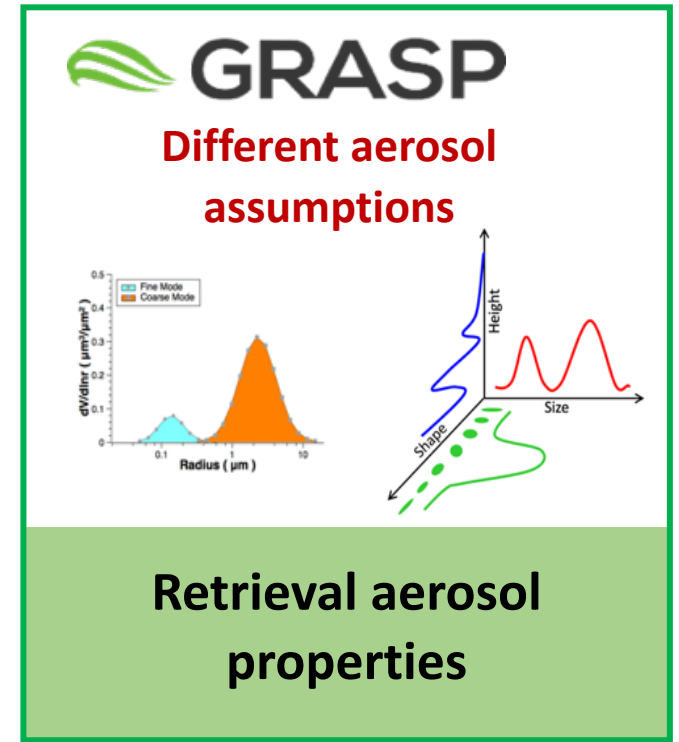 GRASP
Different aerosol
assumptions
Fine Mode
Coarse Mode
dV/dlnr ( µm³/µm² )
0.5
0.4
0.3
0.2
0.1
0
0.1
1
10
Radius ( µm )
Height
Size
Shape
Retrieval aerosol
properties